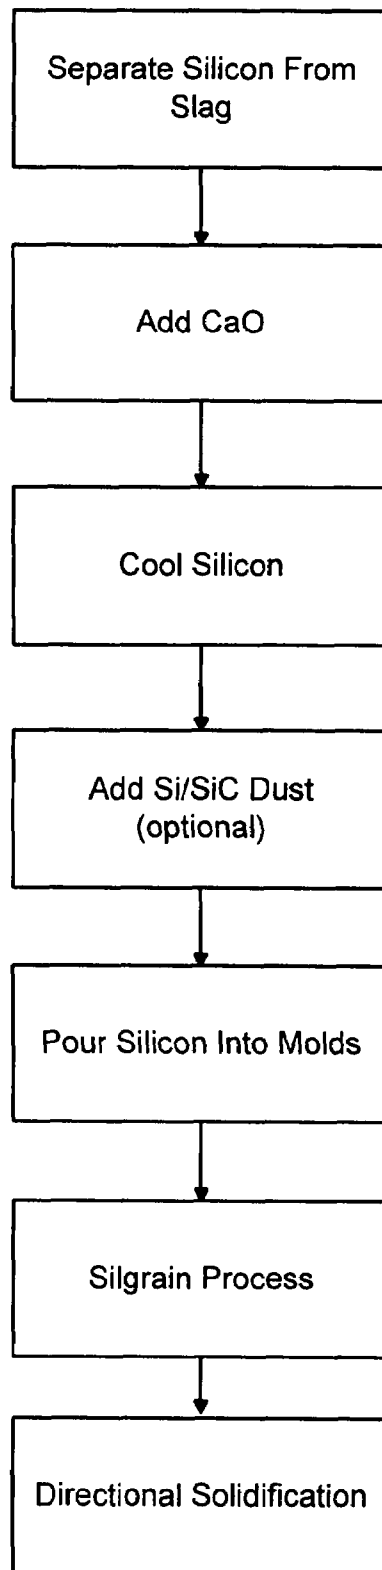 Separate Silicon From
Slag
Add CaO
Cool Silicon
Add Si/SiC Dust
(optional)
Pour Silicon Into Molds
Silgrain Process
Directional Solidification